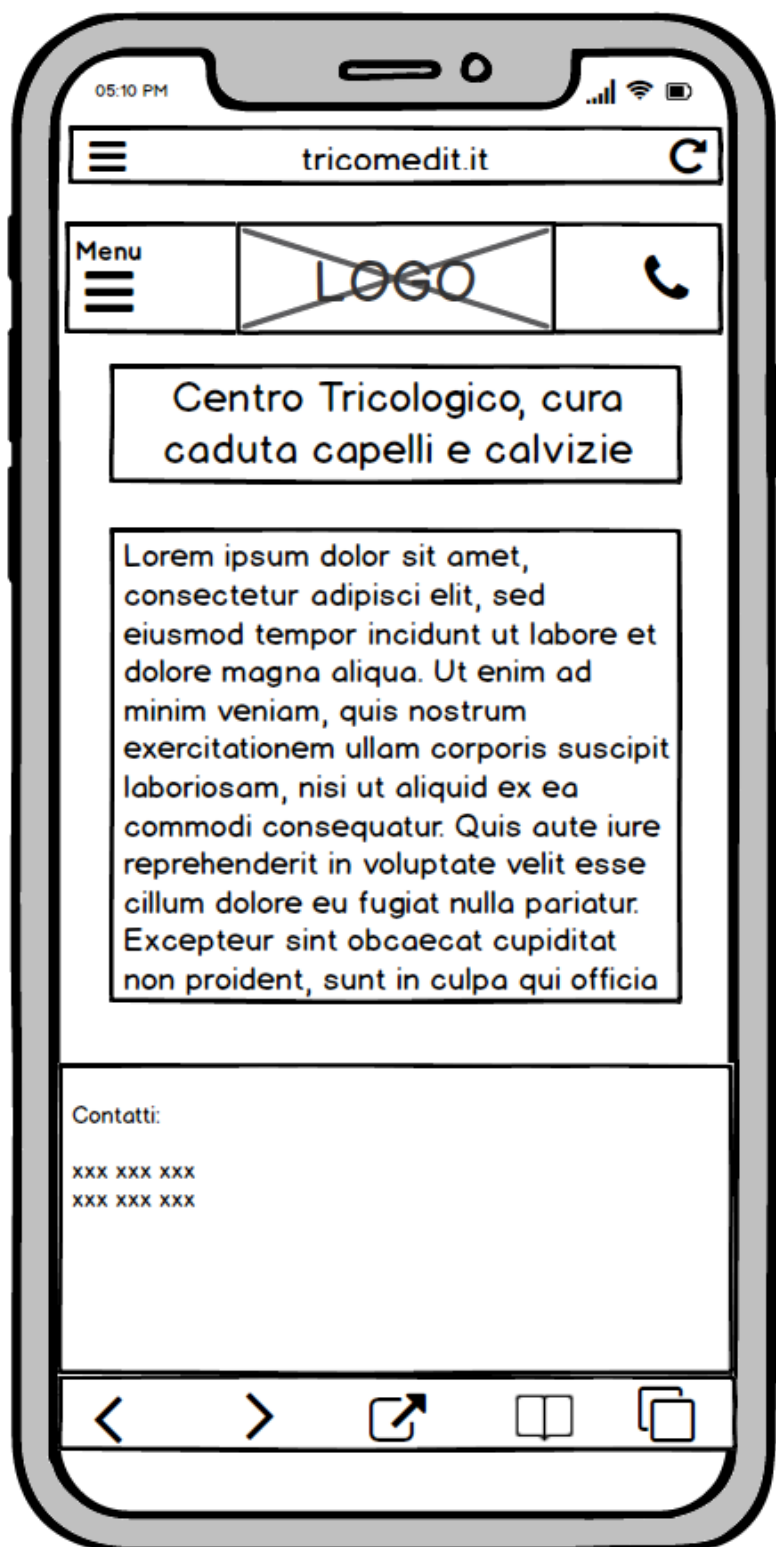 05:10 PM
tricomedit.it
Menu
LOGO
Centro Tricologico, cura
caduta capelli e calvizie
Lorem ipsum dolor sit amet,
consectetur adipisci elit, sed
eiusmod tempor incidunt ut labore et
dolore magna aliqua. Ut enim ad
minim veniam, quis nostrum
exercitationem ullam corporis suscipit
laboriosam, nisi ut aliquid ex ea
commodi consequatur. Quis aute iure
reprehenderit in voluptate velit esse
cillum dolore eu fugiat nulla pariatur.
Excepteur sint obcaecat cupiditat
non proident, sunt in culpa qui officia
Contatti:
xxx xxx xxx
xxx xxx xxx